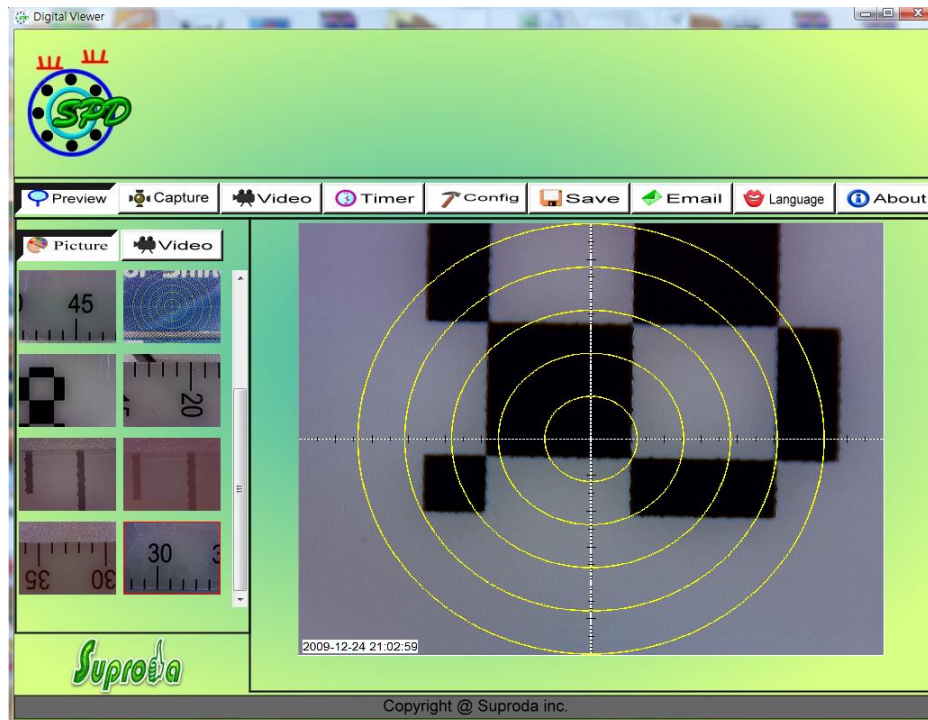 Digital Viewer
SPD
Preview Capture Video Timer Config Save Email Language About
Picture Video
45
20
35 30
30
2009-12-24 21:02:59
Suproda
Copyright @ Suproda inc.